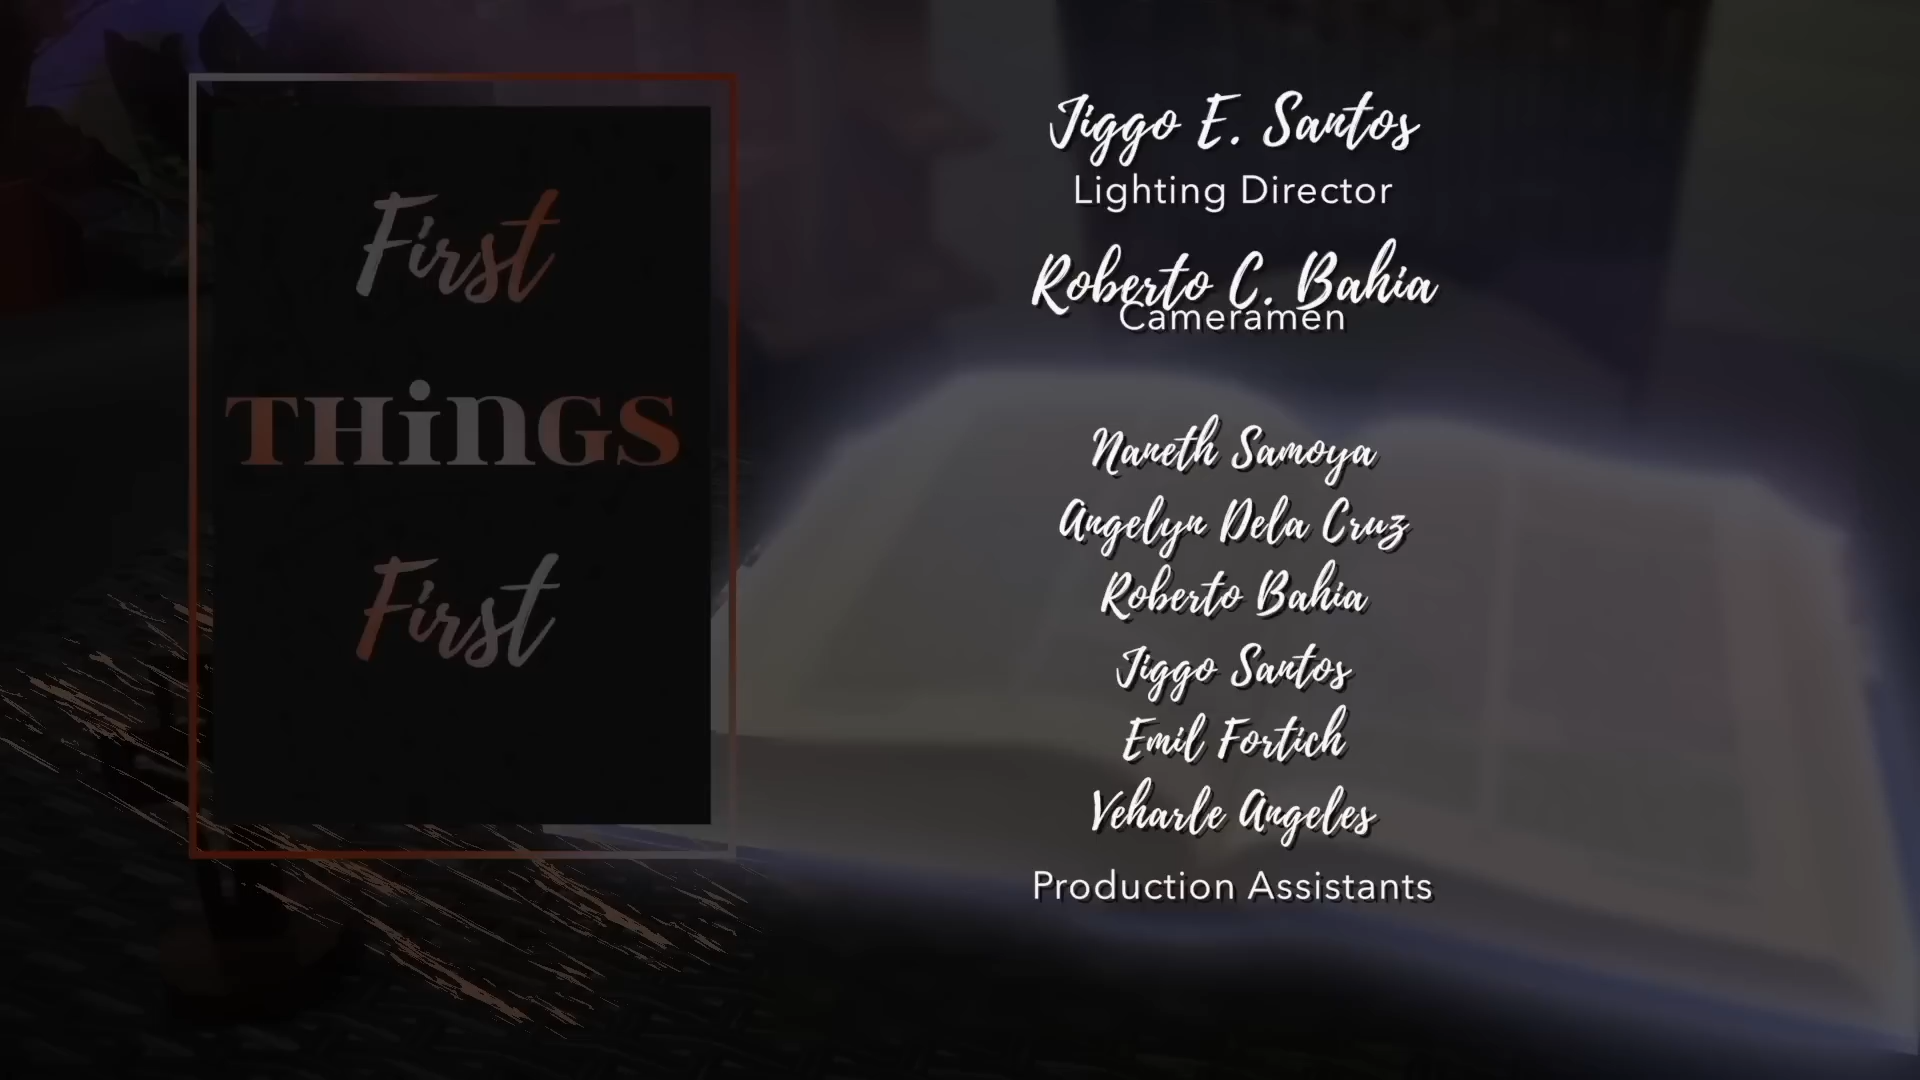 First
THiNGS
First
Jiggo E. Santos
Lighting Director
Roberto C. Bahia
Cameramen
Naneth Samoya
Angelyn Dela Cruz
Roberto Bahia
Jiggo Santos
Emil Fortich
Veharle Angeles
Production Assistants